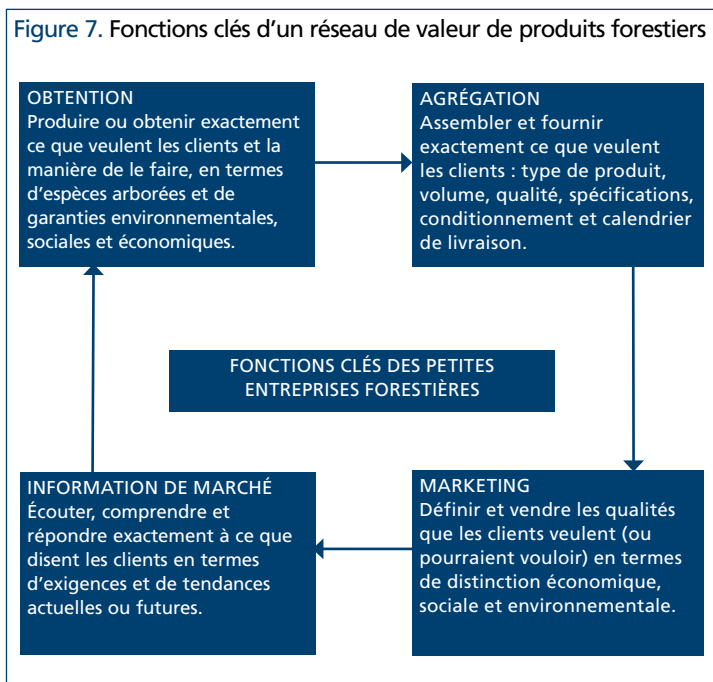 Figure 7. Fonctions clés d'un réseau de valeur de produits forestiers
OBTENTION
Produire ou obtenir exactement
ce que veulent les clients et la
manière de le faire, en termes
d'espèces arborées et de
garanties environnementales,
sociales et économiques.
AGRÉGATION
Assembler et fournir
exactement ce que veulent
les clients : type de produit,
volume, qualité, spécifications,
conditionnement et calendrier
de livraison.
FONCTIONS CLÉS DES PETITES
ENTREPRISES FORESTIÈRES
INFORMATION DE MARCHÉ
Écouter, comprendre et
répondre exactement à ce que
disent les clients en termes
d'exigences et de tendances
actuelles ou futures.
MARKETING
Définir et vendre les qualités
que les clients veulent (ou
pourraient vouloir) en termes
de distinction économique,
sociale et environnementale.